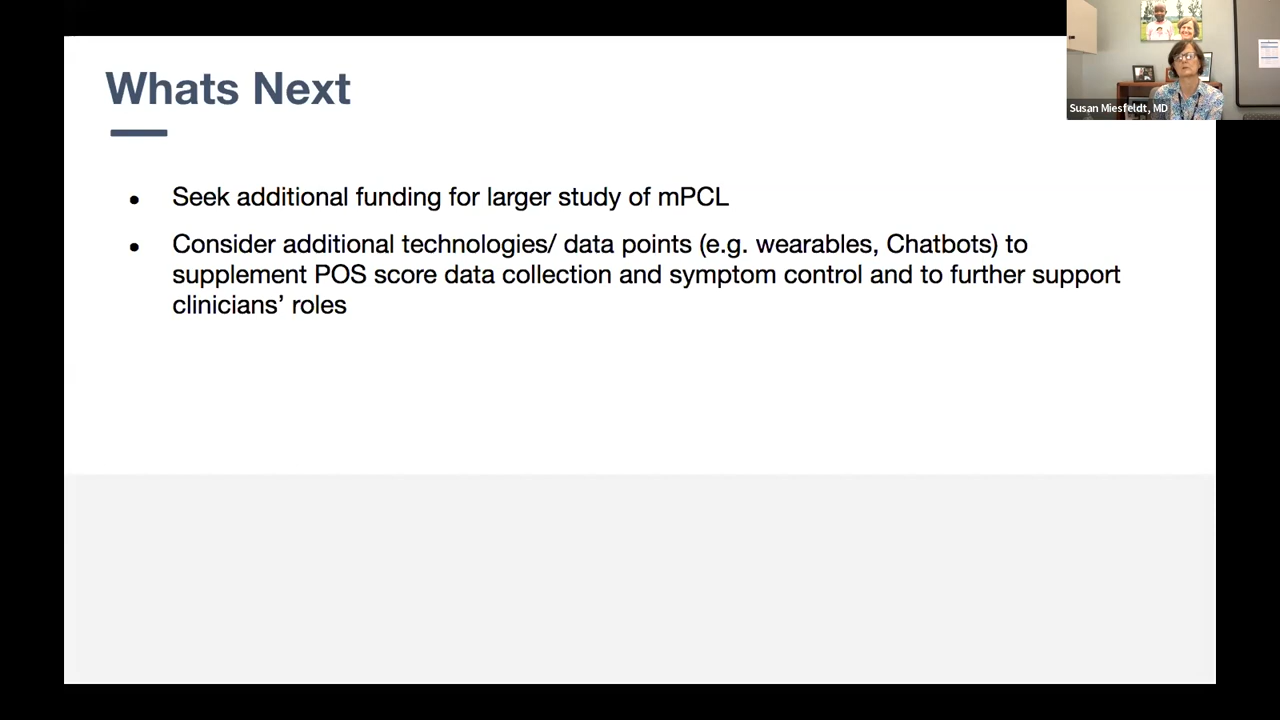 Whats Next
Susan Miesfeldt, MD
• Seek additional funding for larger study of mPCL
• Consider additional technologies/ data points (e.g. wearables, Chatbots) to
supplement POS score data collection and symptom control and to further support
clinicians’ roles